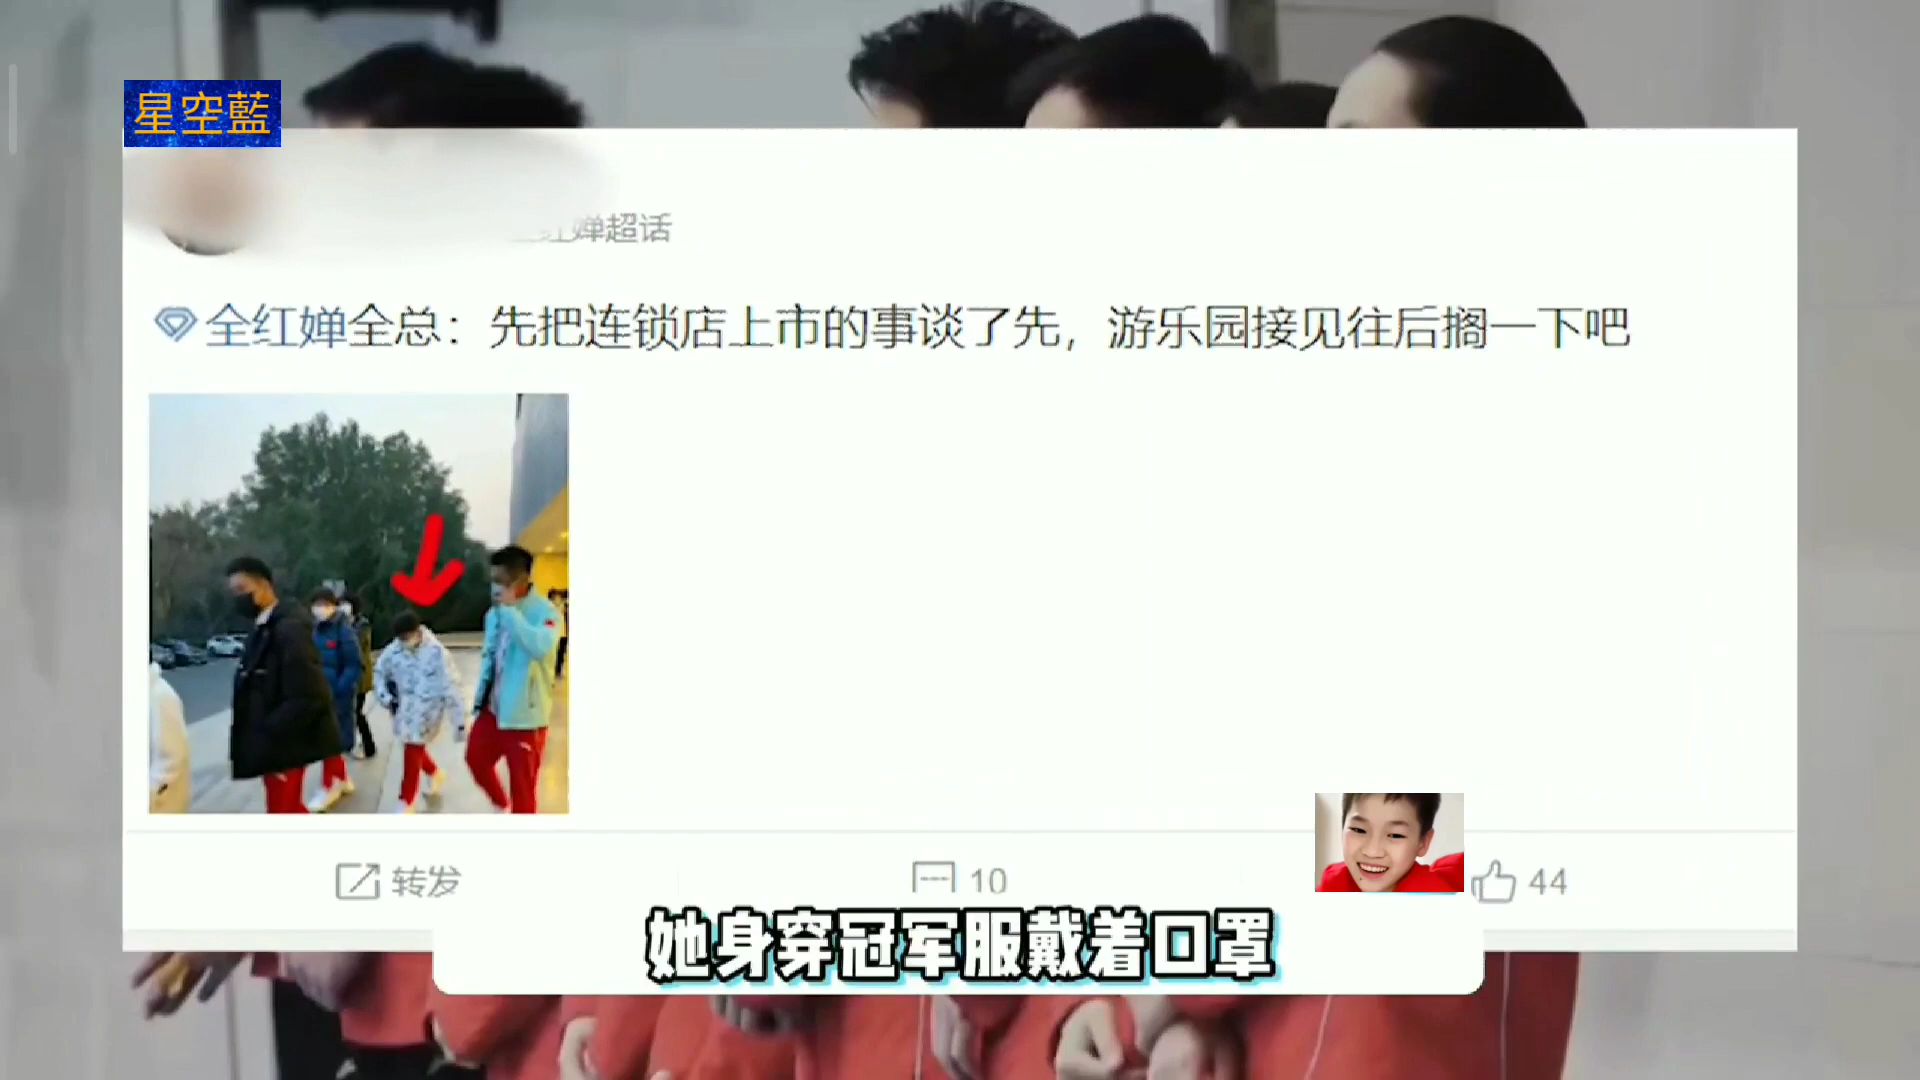 星空藍
婵超话
全红婵全总：先把连锁店上市的事谈了先，游乐园接见往后搁一下吧
转发
10
44
她身穿冠军服戴着口罩